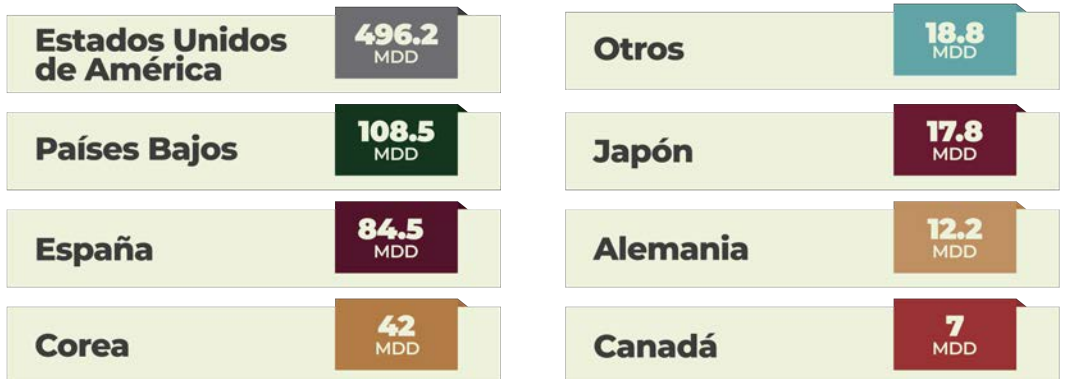 Estados Unidos
de América
496.2
MDD
Países Bajos
108.5
MDD
España
84.5
MDD
Corea
42
MDD
Otros
18.8
MDD
Japón
17.8
MDD
Alemania
12.2
MDD
Canadá
7
MDD